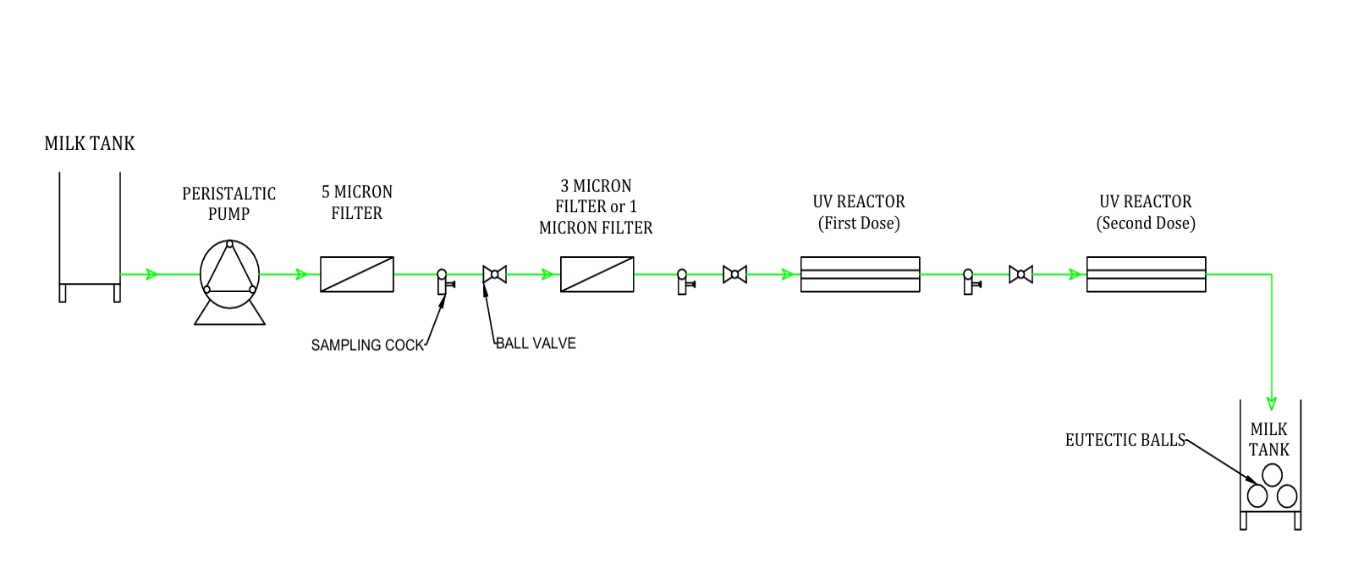 MILK TANK
PERISTALTIC
PUMP
5 MICRON
FILTER
3 MICRON
FILTER or 1
MICRON FILTER
UV REACTOR
(First Dose)
UV REACTOR
(Second Dose)
SAMPLING COCK
BALL VALVE
EUTECTIC BALLS
MILK
TANK